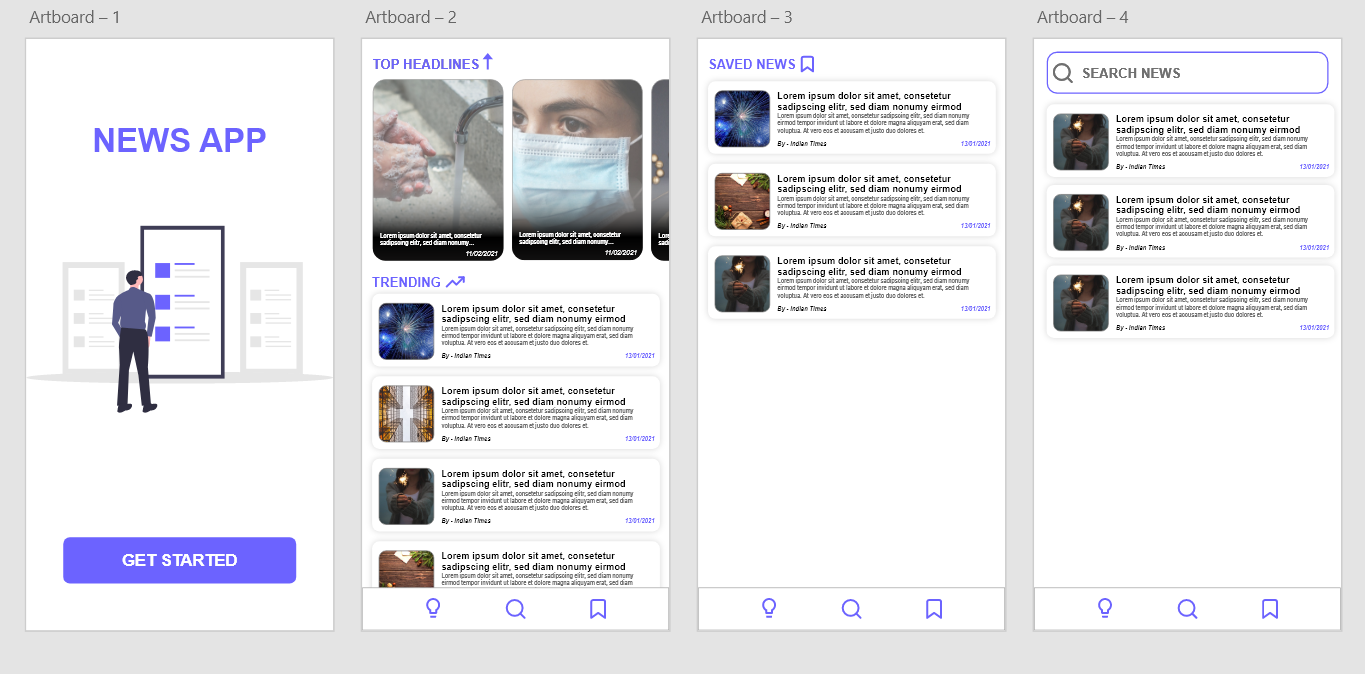 Artboard – 1
NEWS APP
GET STARTED
Artboard – 2
TOP HEADLINES
Lorem ipsum dolor sit amet, consetetur
sadipscing elitr, sed diam nonumy...
11/02/2021
Lorem ipsum dolor sit amet, consetetur
sadipscing elitr, sed diam nonumy...
11/02/2021
TRENDING
Lorem ipsum dolor sit amet, consetetur
sadipscing elitr, sed diam nonumy eirmod
Lorem ipsum dolor sit amet, consetetur sadipscing elitr, sed diam nonumy
eirmod tempor invidunt ut labore et dolore magna aliquyam erat, sed diam
voluptua. At vero eos et accusam et justo duo dolores et.
By - Indian Times
13/01/2021
Lorem ipsum dolor sit amet, consetetur
sadipscing elitr, sed diam nonumy eirmod
Lorem ipsum dolor sit amet, consetetur sadipscing elitr, sed diam nonumy
eirmod tempor invidunt ut labore et dolore magna aliquyam erat, sed diam
voluptua. At vero eos et accusam et justo duo dolores et.
By - Indian Times
13/01/2021
Lorem ipsum dolor sit amet, consetetur
sadipscing elitr, sed diam nonumy eirmod
Lorem ipsum dolor sit amet, consetetur sadipscing elitr, sed diam nonumy
eirmod tempor invidunt ut labore et dolore magna aliquyam erat, sed diam
voluptua. At vero eos et accusam et justo duo dolores et.
By - Indian Times
13/01/2021
Lorem ipsum dolor sit amet, consetetur
sadipscing elitr, sed diam nonumy eirmod
Lorem ipsum dolor sit amet, consetetur sadipscing elitr, sed diam nonumy
eirmod tempor invidunt ut labore et dolore magna aliquyam erat, sed diam
Artboard – 3
SAVED NEWS
Lorem ipsum dolor sit amet, consetetur
sadipscing elitr, sed diam nonumy eirmod
Lorem ipsum dolor sit amet, consetetur sadipscing elitr, sed diam nonumy
eirmod tempor invidunt ut labore et dolore magna aliquyam erat, sed diam
voluptua. At vero eos et accusam et justo duo dolores et.
By - Indian Times
13/01/2021
Lorem ipsum dolor sit amet, consetetur
sadipscing elitr, sed diam nonumy eirmod
Lorem ipsum dolor sit amet, consetetur sadipscing elitr, sed diam nonumy
eirmod tempor invidunt ut labore et dolore magna aliquyam erat, sed diam
voluptua. At vero eos et accusam et justo duo dolores et.
By - Indian Times
13/01/2021
Lorem ipsum dolor sit amet, consetetur
sadipscing elitr, sed diam nonumy eirmod
Lorem ipsum dolor sit amet, consetetur sadipscing elitr, sed diam nonumy
eirmod tempor invidunt ut labore et dolore magna aliquyam erat, sed diam
voluptua. At vero eos et accusam et justo duo dolores et.
By - Indian Times
13/01/2021
Artboard – 4
SEARCH NEWS
Lorem ipsum dolor sit amet, consetetur
sadipscing elitr, sed diam nonumy eirmod
Lorem ipsum dolor sit amet, consetetur sadipscing elitr, sed diam nonumy
eirmod tempor invidunt ut labore et dolore magna aliquyam erat, sed diam
voluptua. At vero eos et accusam et justo duo dolores et.
By - Indian Times
13/01/2021
Lorem ipsum dolor sit amet, consetetur
sadipscing elitr, sed diam nonumy eirmod
Lorem ipsum dolor sit amet, consetetur sadipscing elitr, sed diam nonumy
eirmod tempor invidunt ut labore et dolore magna aliquyam erat, sed diam
voluptua. At vero eos et accusam et justo duo dolores et.
By - Indian Times
13/01/2021
Lorem ipsum dolor sit amet, consetetur
sadipscing elitr, sed diam nonumy eirmod
Lorem ipsum dolor sit amet, consetetur sadipscing elitr, sed diam nonumy
eirmod tempor invidunt ut labore et dolore magna aliquyam erat, sed diam
voluptua. At vero eos et accusam et justo duo dolores et.
By - Indian Times
13/01/2021